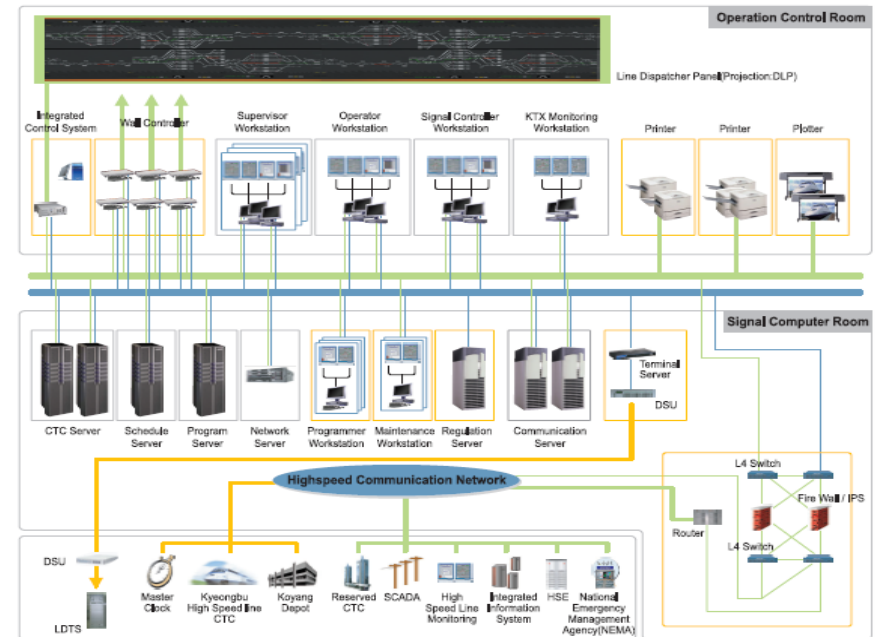 Operation Control Room
Line Dispatcher Panel(Projection:DLP)
Integrated
Control System
Wall Controller
Supervisor
Workstation
Operator
Workstation
Signal Controller
Workstation
KTX Monitoring
Workstation
Printer
Printer
Plotter
Signal Computer Room
CTC Server
Schedule
Server
Program
Server
Network
Server
Programmer
Workstation
Maintenance
Workstation
Regulation
Server
Communication
Server
Terminal
Server
DSU
Highspeed Communication Network
L4 Switch
Fire Wall / IPS
Router
L4 Switch
DSU
LDTS
Master
Clock
Kyeongbu
High Speed line
CTC
Koyang
Depot
Reserved
CTC
SCADA
High
Speed Line
Monitoring
Integrated
Information
System
HSE
National
Emergency
Management
Agency(NEMA)